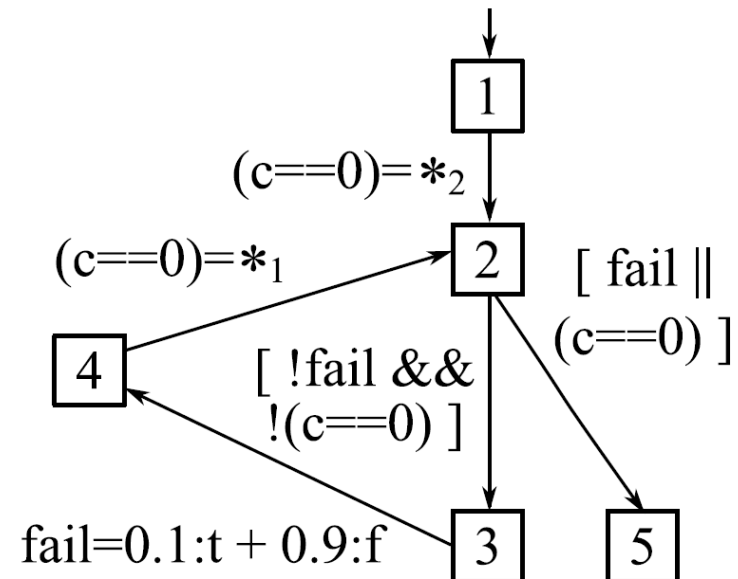 1
(c==0)=*₂
(c==0)=*₁
2
[ fail ||
(c==0) ]
4
[ !fail &&
!(c==0) ]
fail=0.1:t + 0.9:f
3
5